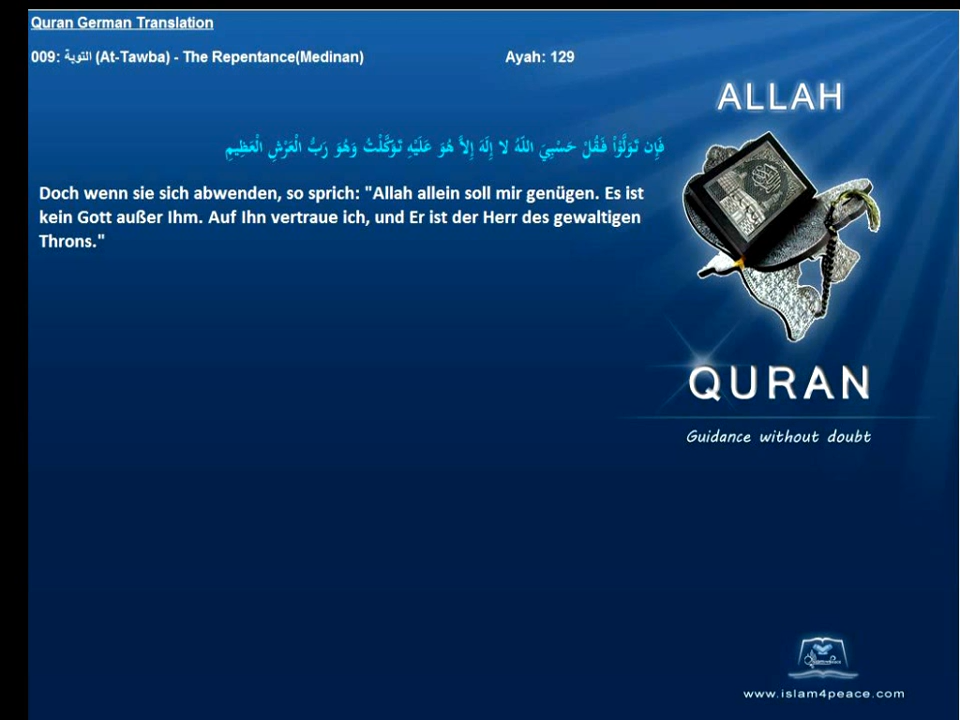 Quran German Translation
009: التوبة (At-Tawba) - The Repentance(Medinan) Ayah: 129
ALLAH
فَإِن تَوَلَّوْاْ فَقُلْ حَسْبِيَ اللّهُ لا إِلَهَ إِلاَّ هُوَ عَلَيْهِ تَوَكَّلْتُ وَهُوَ رَبُّ الْعَرْشِ الْعَظِيمِ
Doch wenn sie sich abwenden, so sprich: "Allah allein soll mir genügen. Es ist
kein Gott außer Ihm. Auf Ihn vertraue ich, und Er ist der Herr des gewaltigen
Throns."
QURAN
Guidance without doubt
www.islam4peace.com